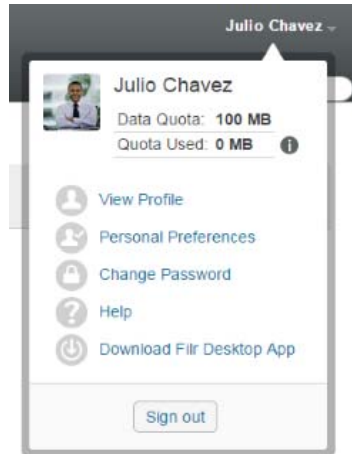 Julio Chavez
Julio Chavez
Data Quota: 100 MB
Quota Used: 0 MB
View Profile
Personal Preferences
Change Password
Help
Download Filr Desktop App
Sign out